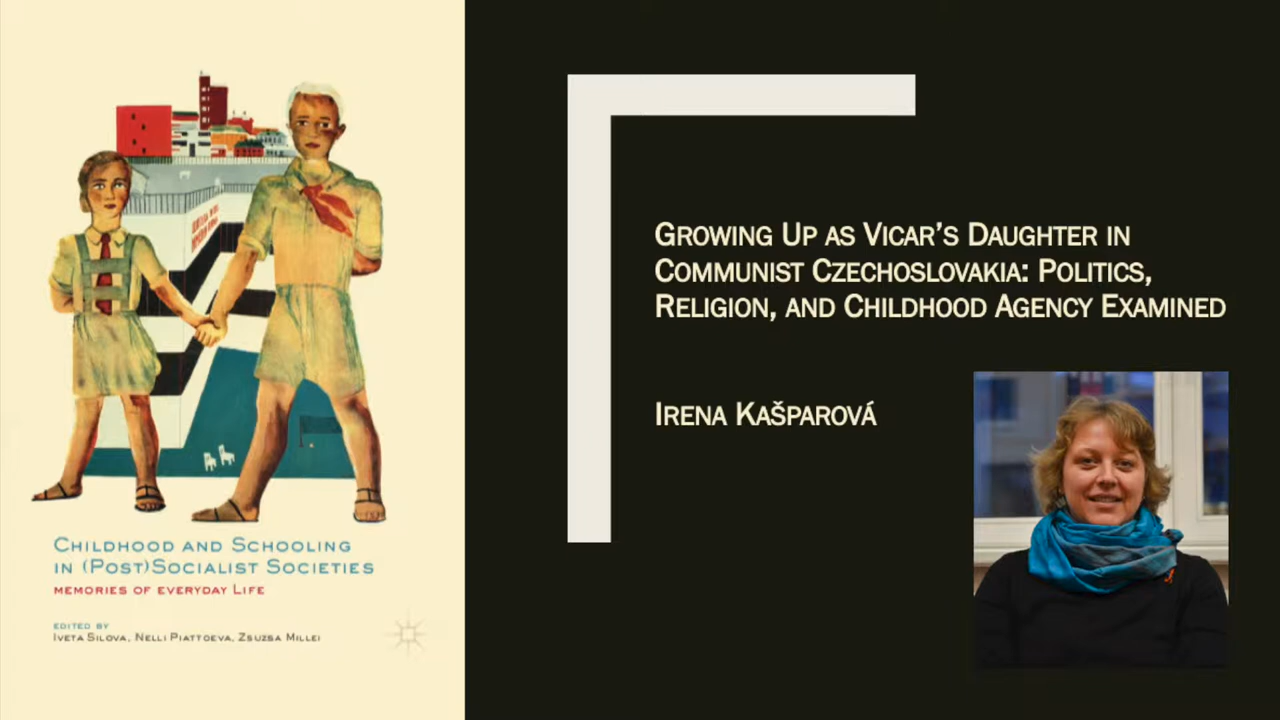 Childhood and Schooling
in (Post)Socialist Societies
Memories of Everyday Life
Edited by
Iveta Silova, Nelli Piattoeva, Zsuzsa Millei
Growing Up as Vicar's Daughter in
Communist Czechoslovakia: Politics,
Religion, and Childhood Agency Examined
Irena Kašparová